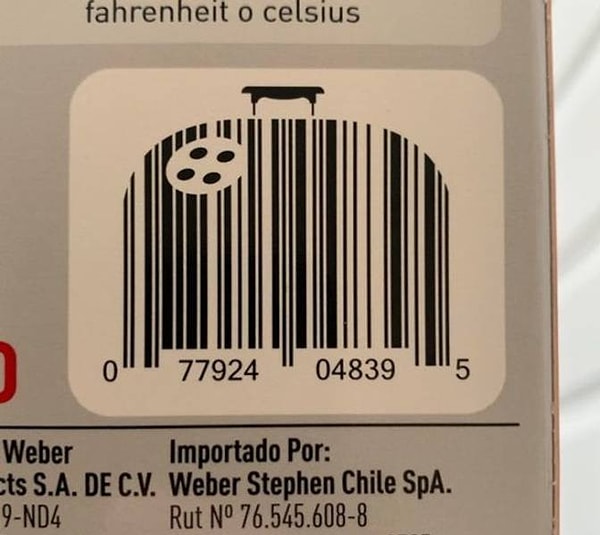 fahrenheit o celsius
0 77924 04839 5
Weber
cts S.A. DE C.V.
9-ND4
Importado Por:
Weber Stephen Chile SpA.
Rut Nº 76.545.608-8